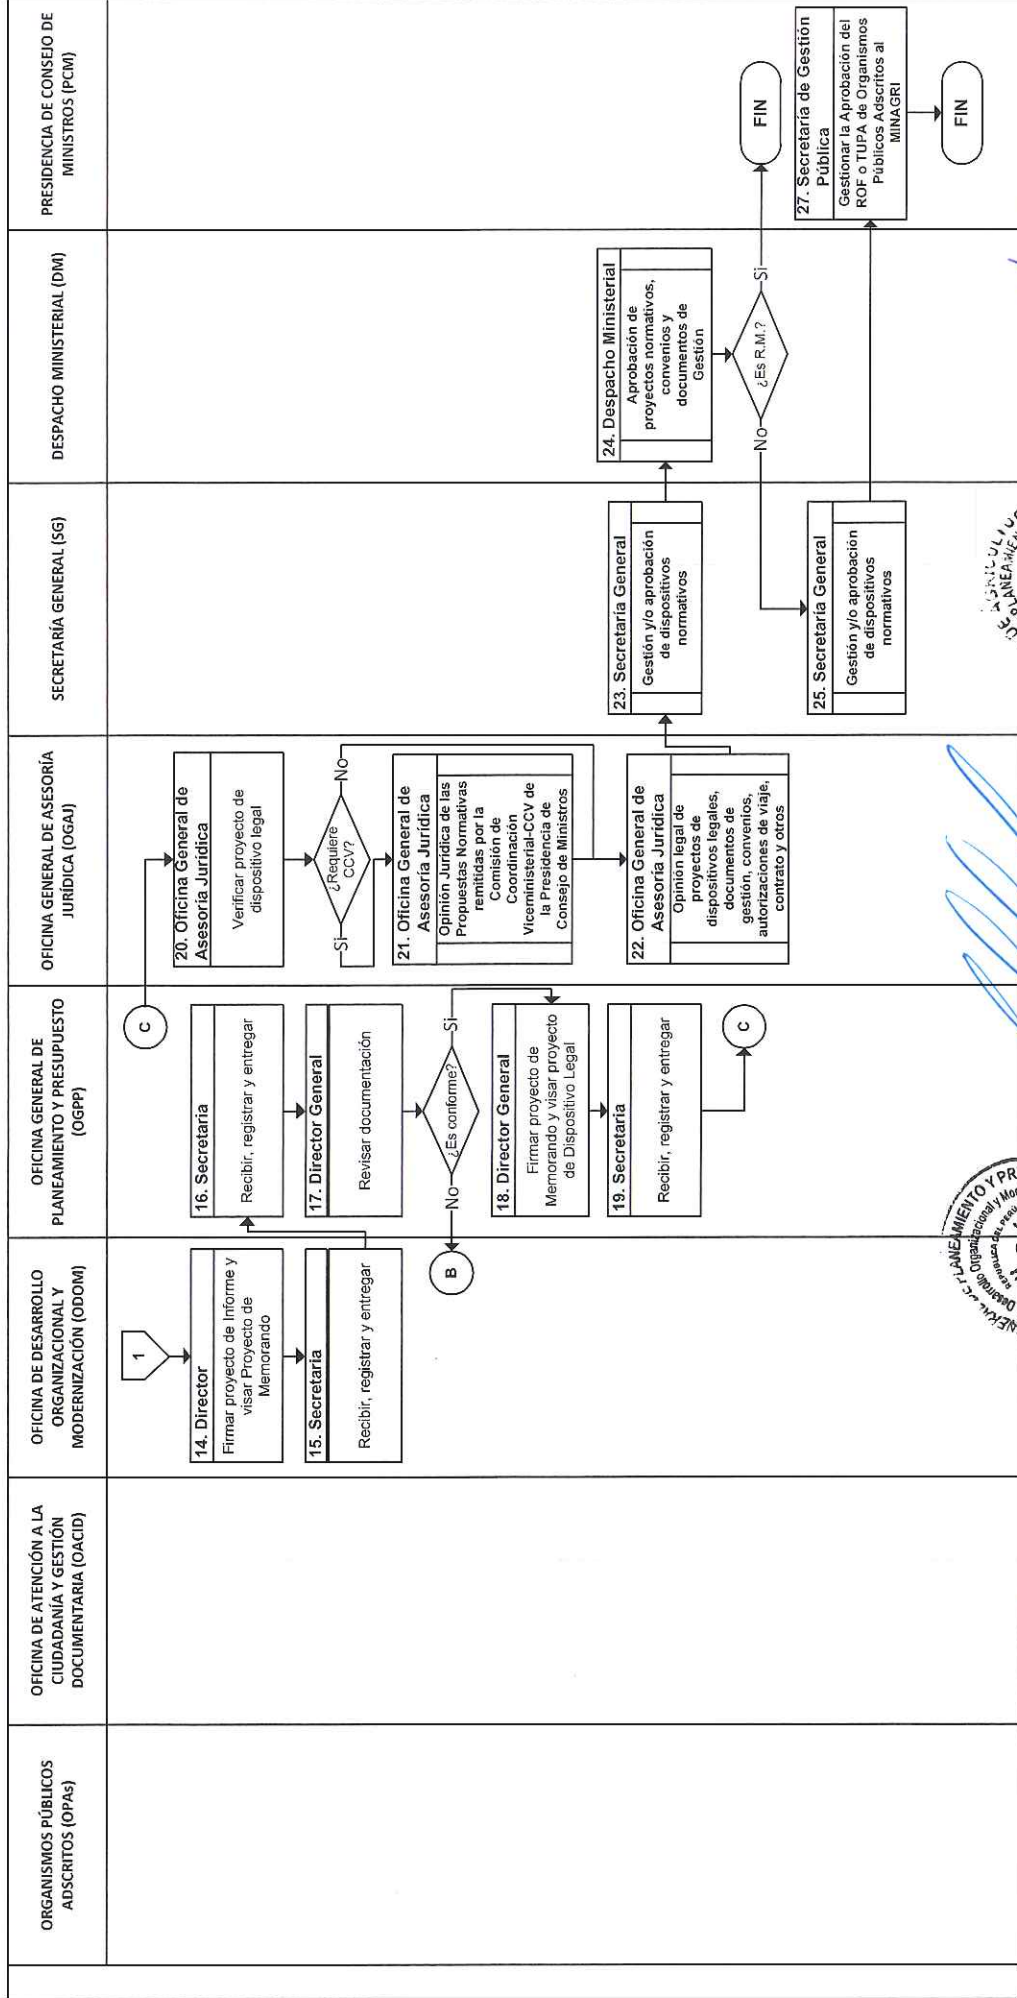 ORGANISMOS PÚBLICOS
ADSCRITOS (OPAs)
OFICINA DE ATENCIÓN A LA
CIUDADANÍA Y GESTIÓN
DOCUMENTARIA (OACID)
OFICINA DE DESARROLLO
ORGANIZACIONAL Y
MODERNIZACIÓN (ODOM)
OFICINA GENERAL DE
PLANEAMIENTO Y PRESUPUESTO
(OGPP)
OFICINA GENERAL DE ASESORÍA
JURÍDICA (OGAJ)
SECRETARÍA GENERAL (SG)
DESPACHO MINISTERIAL (DM)
PRESIDENCIA DE CONSEJO DE
MINISTROS (PCM)
1
14. Director
Firmar proyecto de Informe y
visar Proyecto de
Memorando
15. Secretaria
Recibir, registrar y entregar
B
16. Secretaria
Recibir, registrar y entregar
17. Director General
Revisar documentación
¿Es conforme?
No
Si
18. Director General
Firmar proyecto de
Memorando y visar proyecto
de Dispositivo Legal
19. Secretaria
Recibir, registrar y entregar
C
C
20. Oficina General de
Asesoría Jurídica
Verificar proyecto de
dispositivo legal
¿Requiere
CCV?
Si
No
21. Oficina General de
Asesoría Jurídica
Opinión Jurídica de las
Propuestas Normativas
remitidas por la
Comisión de
Coordinación
Viceministerial-CCV de
la Presidencia de
Consejo de Ministros
22. Oficina General de
Asesoría Jurídica
Opinión legal de
proyectos de
dispositivos legales,
documentos de
gestión, convenios,
autorizaciones de viaje,
contrato y otros
23. Secretaría General
Gestión y/o aprobación
de dispositivos
normativos
24. Despacho Ministerial
Aprobación de
proyectos normativos,
convenios y
documentos de
Gestión
¿Es R.M.?
No
Si
FIN
25. Secretaría General
Gestión y/o aprobación
de dispositivos
normativos
27. Secretaría de Gestión
Pública
Gestionar la Aprobación del
ROF o TUPA de Organismos
Públicos Adscritos al
MINAGRI
FIN
PLANEAMIENTO Y PR
Desarrollo Organizacional y
REPUBLICA DEL PERÚ